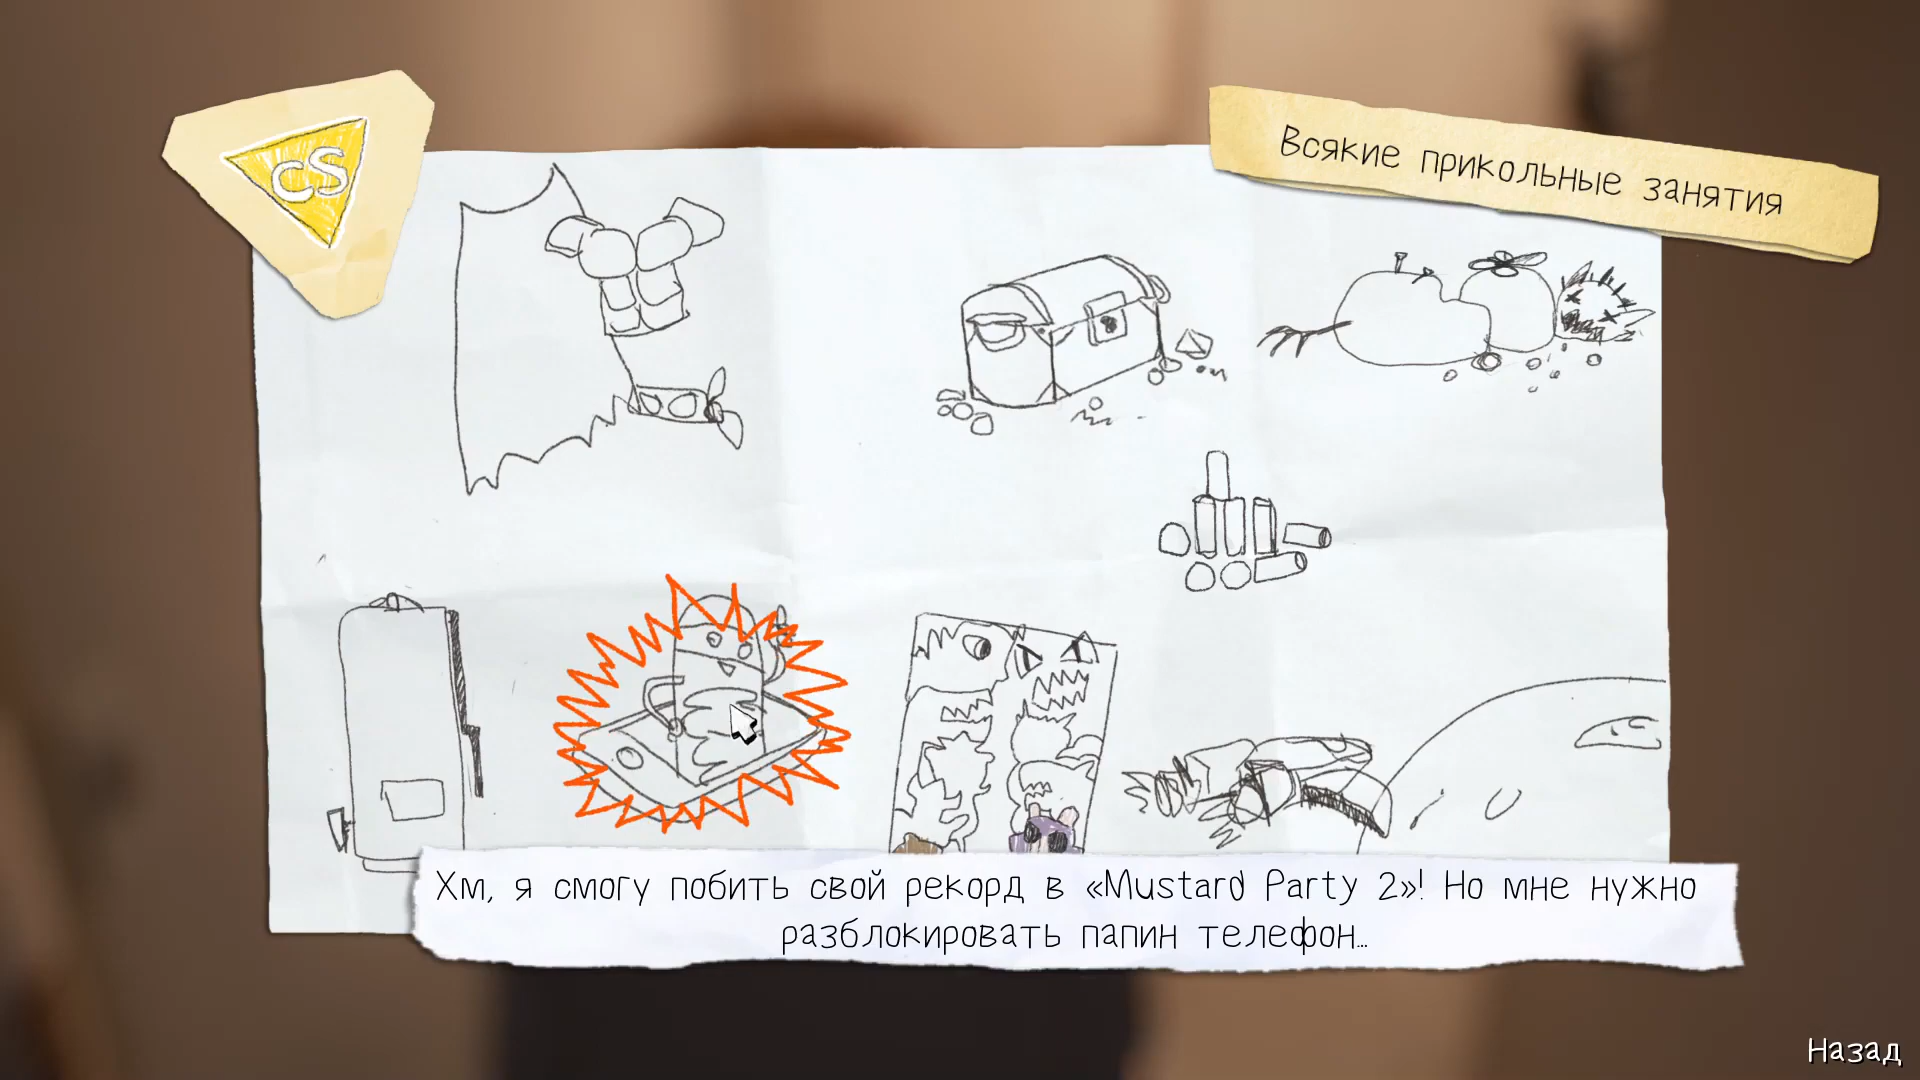 CS
Всякие прикольные занятия
Хм, я смогу побить свой рекорд в «Mustard Party 2»! Но мне нужно
разблокировать папин телефон...
Назад